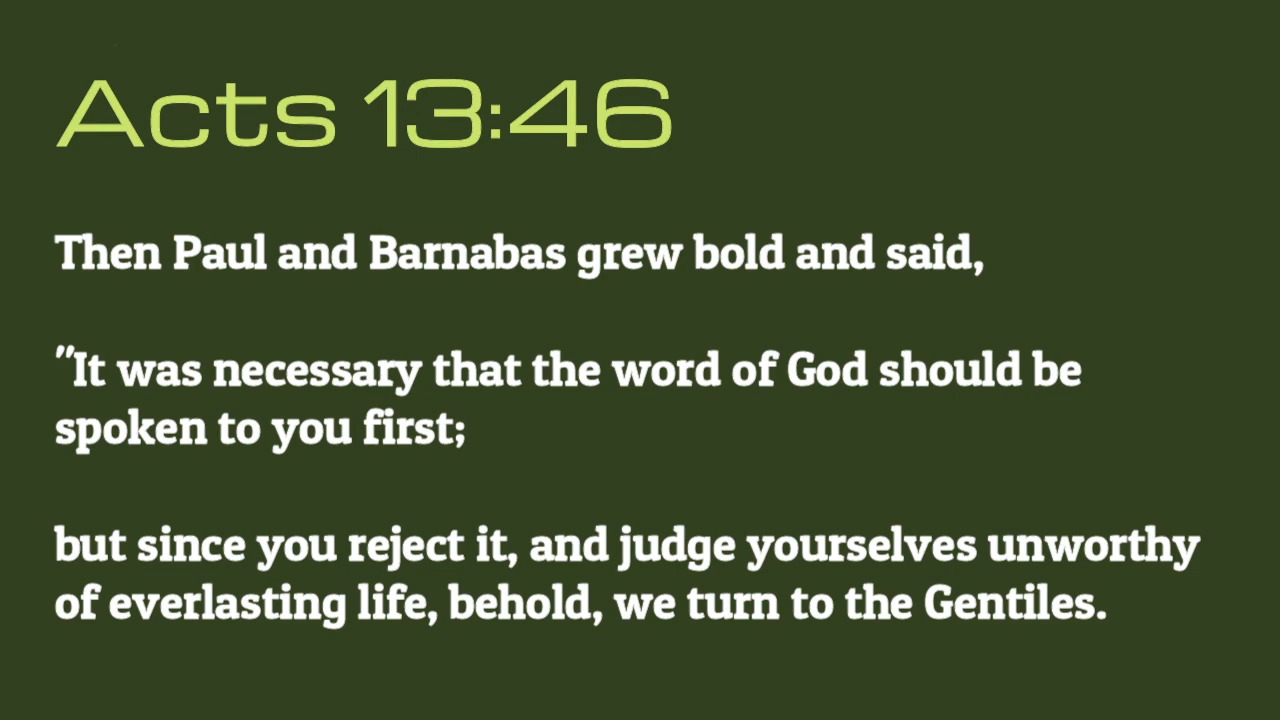 Acts 13:46
Then Paul and Barnabas grew bold and said,
"It was necessary that the word of God should be
spoken to you first;
but since you reject it, and judge yourselves unworthy
of everlasting life, behold, we turn to the Gentiles.